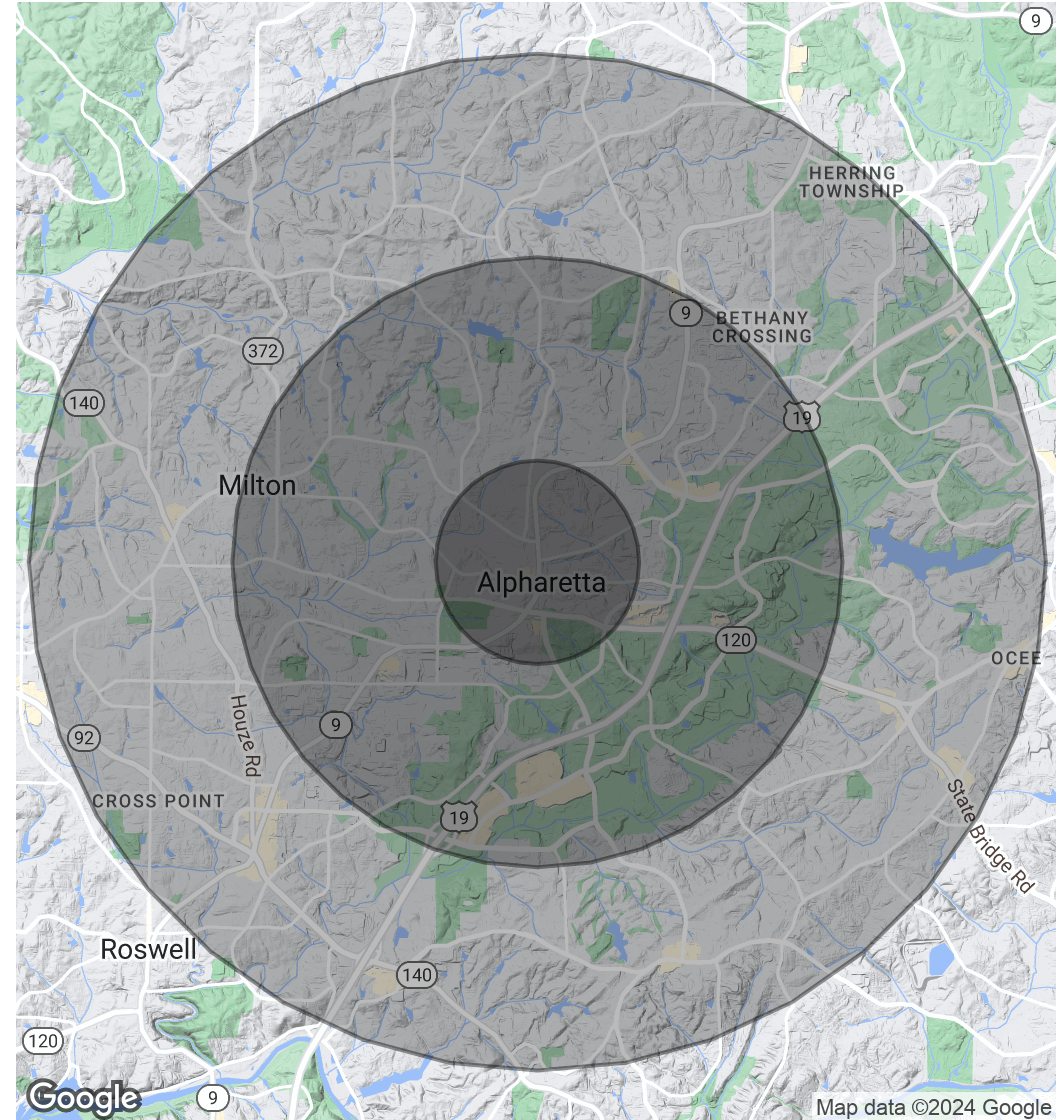 9
HERRING
TOWNSHIP
9
BETHANY
CROSSING
372
140
19
Milton
Alpharetta
120
OCEE
Houze Rd
9
92
CROSS POINT
19
State Bridge Rd
Roswell
140
120
9
Google
Map data ©2024 Google